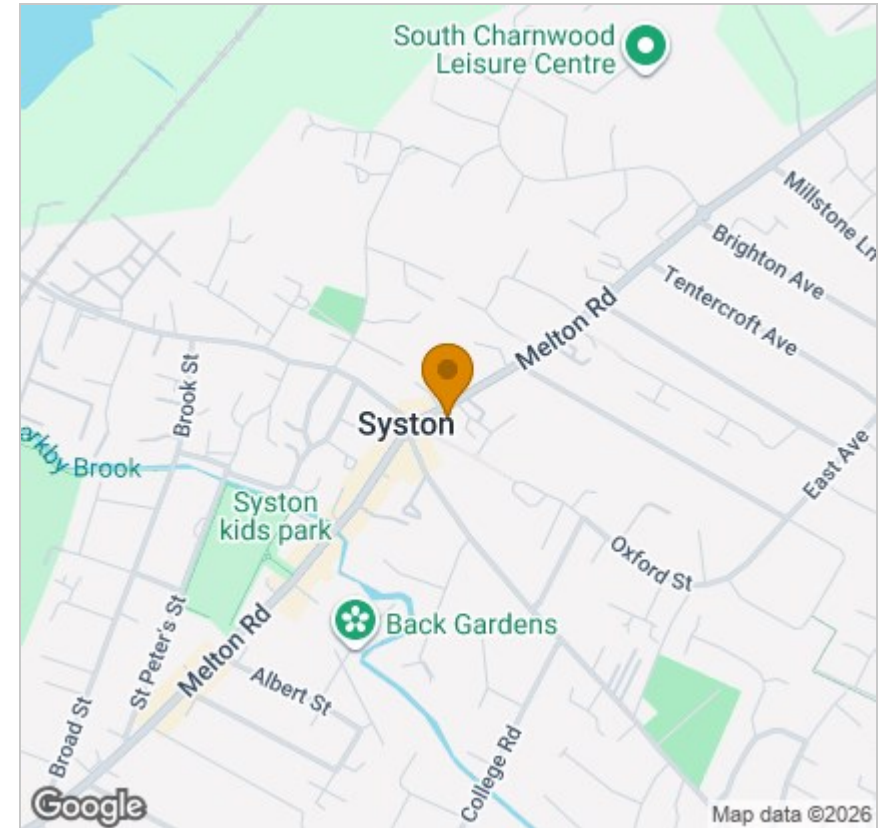 South Charnwood
Leisure Centre
Millstone Ln
Brighton Ave
Tentercroft Ave
Melton Rd
Brook St
Syston
East Ave
Brook
Syston
kids park
Oxford St
St Peter's St
Back Gardens
Melton Rd
Albert St
Broad St
College Rd
Google
Map data ©2026